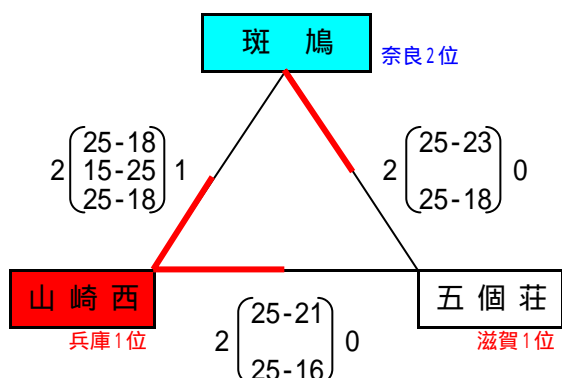 斑 鳩
奈良2位
2 25-18 1
15-25
25-18
2 25-23 0
25-18
山 崎 西
兵庫1位
五 個 荘
滋賀1位
2 25-21 0
25-16